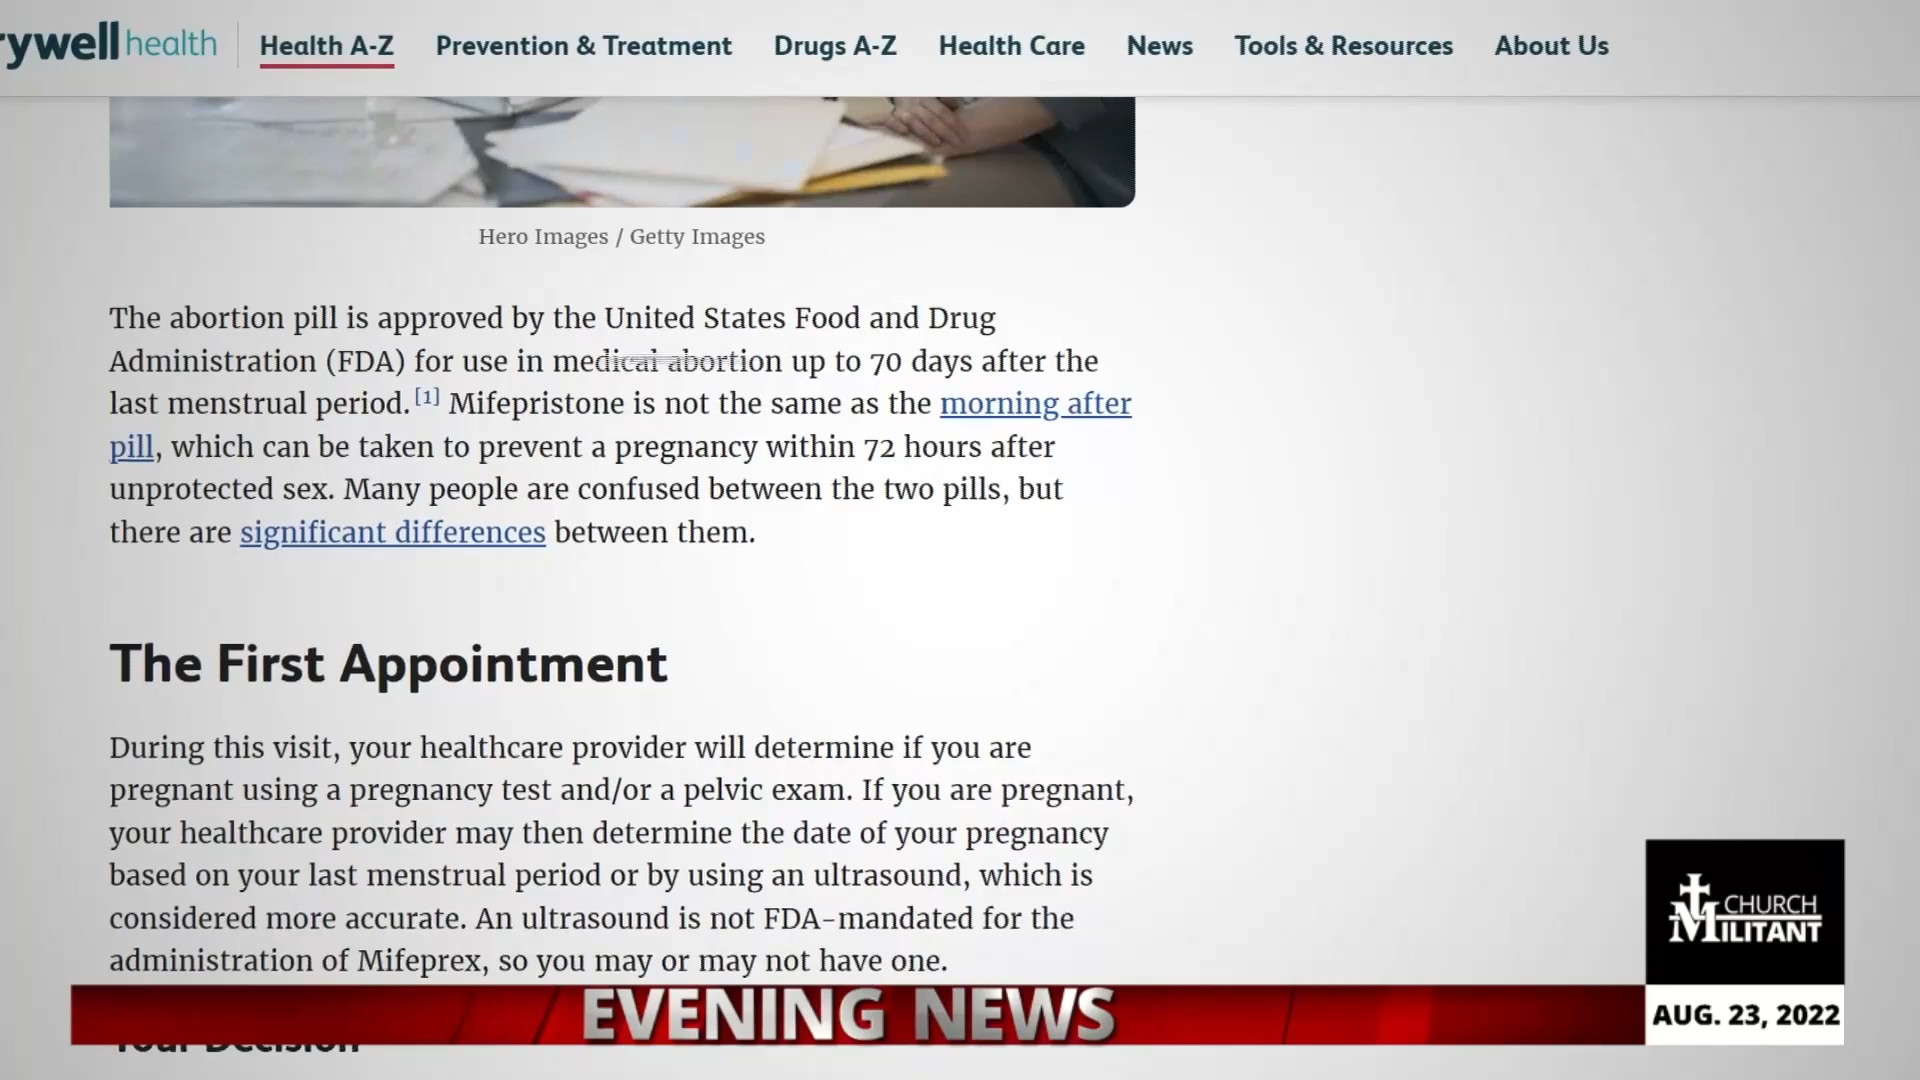 rywell health
Health A-Z Prevention & Treatment Drugs A-Z Health Care News Tools & Resources About Us
Hero Images / Getty Images
The abortion pill is approved by the United States Food and Drug
Administration (FDA) for use in medical abortion up to 70 days after the
last menstrual period. [1] Mifepristone is not the same as the morning after
pill, which can be taken to prevent a pregnancy within 72 hours after
unprotected sex. Many people are confused between the two pills, but
there are significant differences between them.
The First Appointment
During this visit, your healthcare provider will determine if you are
pregnant using a pregnancy test and/or a pelvic exam. If you are pregnant,
your healthcare provider may then determine the date of your pregnancy
based on your last menstrual period or by using an ultrasound, which is
considered more accurate. An ultrasound is not FDA-mandated for the
administration of Mifeprex, so you may or may not have one.
Your Decision
CHURCH
MILITANT
EVENING NEWS
AUG. 23, 2022